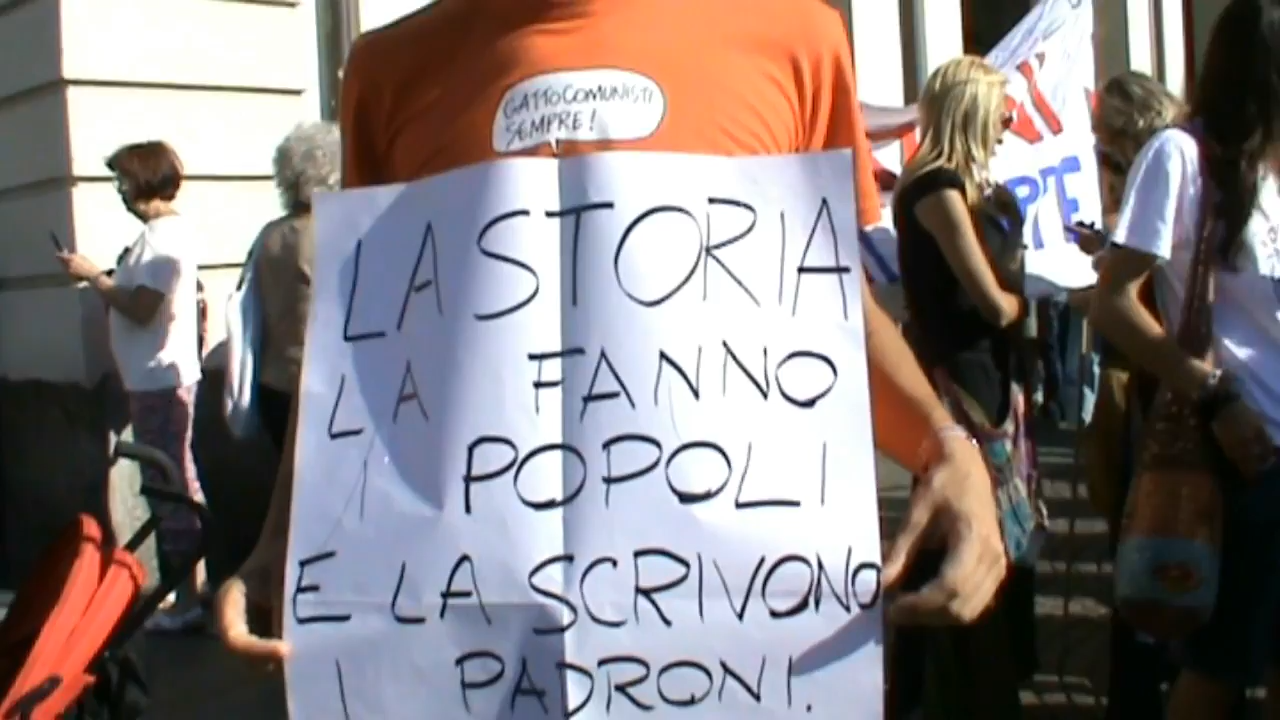 GATTOCOMUNISTI
SEMPRE!
LA STORIA
LA FANNO
I POPOLI
E LA SCRIVONO
I PADRONI.